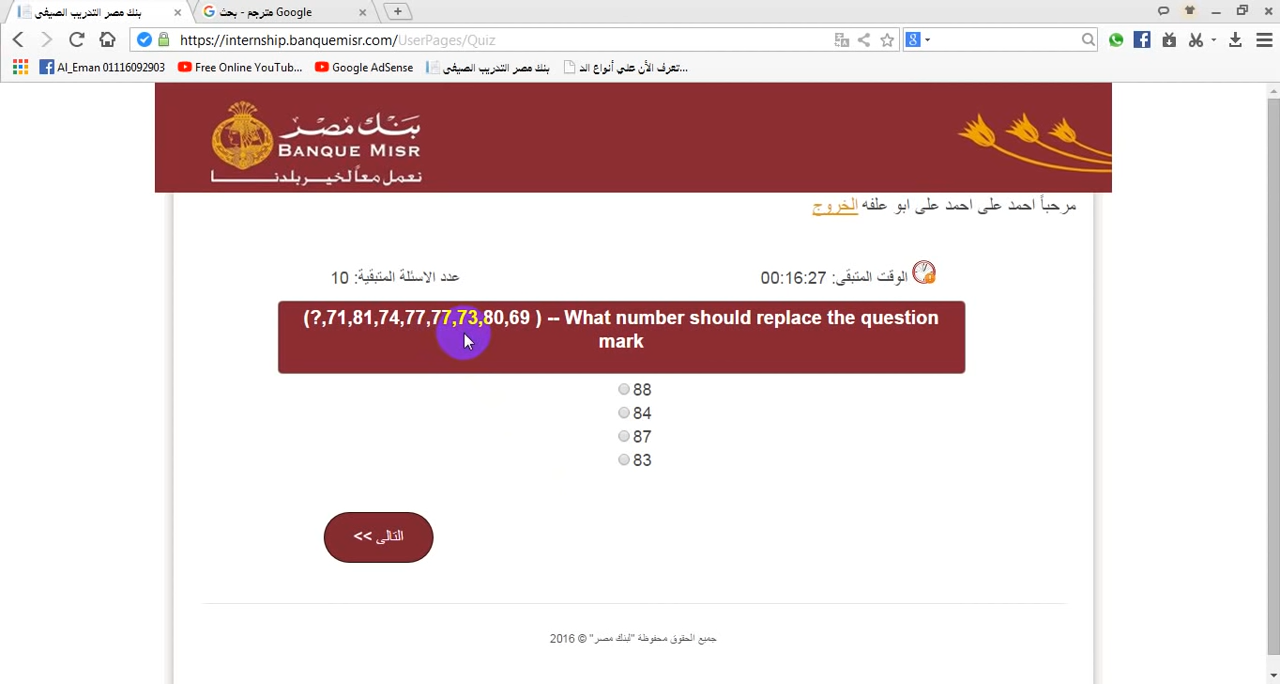 بنك مصر التدريب الصيفى
مترجم - بحث Google
https://internship.banquemisr.com/UserPages/Quiz
Al_Eman 01116092903
Free Online YouTub...
Google AdSense
بنك مصر التدريب الصيفى
تعرف الأن علي أنواع الد...
بنك مصر
BANQUE MISR
نعمل معاً لخير بلدنا
مرحباً احمد على احمد على ابو علفه الخروج
الوقت المتبقى: 00:16:27
عدد الاسئلة المتبقية: 10
(?,71,81,74,77,77,73,80,69 ) -- What number should replace the question
mark
88
84
87
83
التالى >>
جميع الحقوق محفوظة "لبنك مصر" © 2016